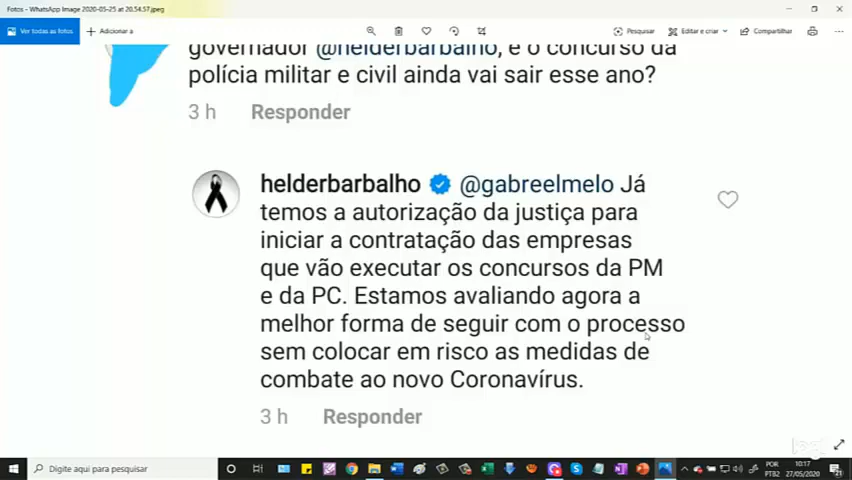 Fotos - WhatsApp Image 2020-05-25 at 20.54.57.jpeg
Ver todas as fotos
Adicionar a
Pesquisar
Editar e criar
Compartilhar
governador @helderbarbalho, e o concurso da
polícia militar e civil ainda vai sair esse ano?
3 h Responder
helderbarbalho @gabreelmelo Já
temos a autorização da justiça para
iniciar a contratação das empresas
que vão executar os concursos da PM
e da PC. Estamos avaliando agora a
melhor forma de seguir com o processo
sem colocar em risco as medidas de
combate ao novo Coronavírus.
3 h Responder
Digite aqui para pesquisar
POR
PTB2
10:17
27/05/2020